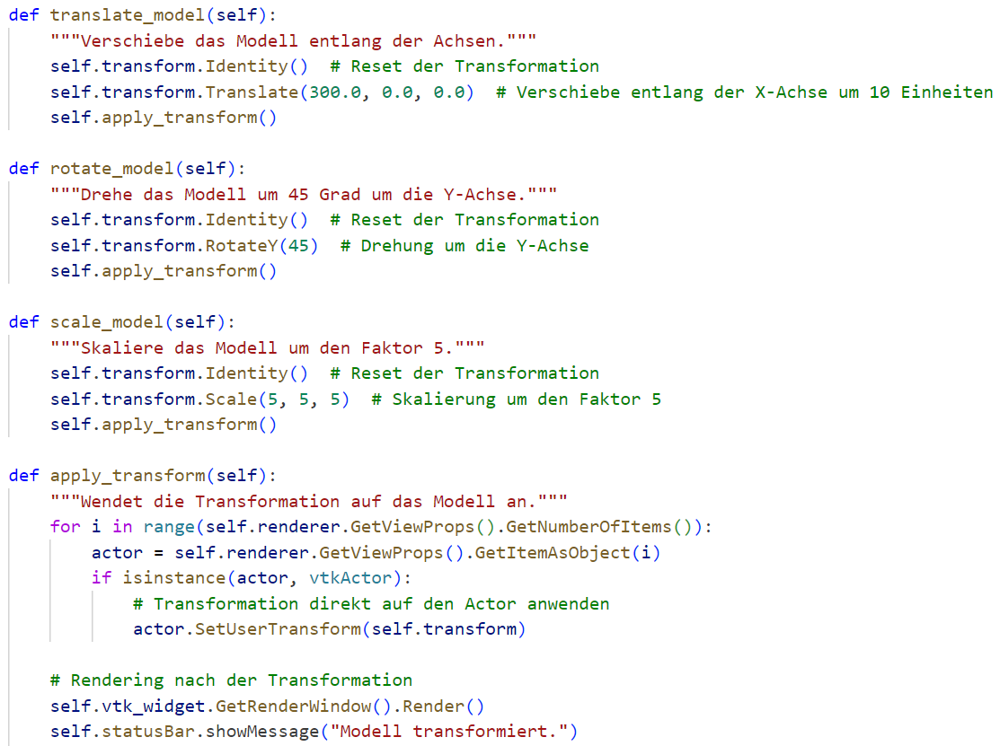 def translate_model(self):
    """Verschiebe das Modell entlang der Achsen."""
    self.transform.Identity()  # Reset der Transformation
    self.transform.Translate(300.0, 0.0, 0.0)  # Verschiebe entlang der X-Achse um 10 Einheiten
    self.apply_transform()

def rotate_model(self):
    """Drehe das Modell um 45 Grad um die Y-Achse."""
    self.transform.Identity()  # Reset der Transformation
    self.transform.RotateY(45)  # Drehung um die Y-Achse
    self.apply_transform()

def scale_model(self):
    """Skaliere das Modell um den Faktor 5."""
    self.transform.Identity()  # Reset der Transformation
    self.transform.Scale(5, 5, 5)  # Skalierung um den Faktor 5
    self.apply_transform()

def apply_transform(self):
    """Wendet die Transformation auf das Modell an."""
    for i in range(self.renderer.GetViewProps().GetNumberOfItems()):
        actor = self.renderer.GetViewProps().GetItemAsObject(i)
        if isinstance(actor, vtkActor):
            # Transformation direkt auf den Actor anwenden
            actor.SetUserTransform(self.transform)

    # Rendering nach der Transformation
    self.vtk_widget.GetRenderWindow().Render()
    self.statusBar.showMessage("Modell transformiert.")